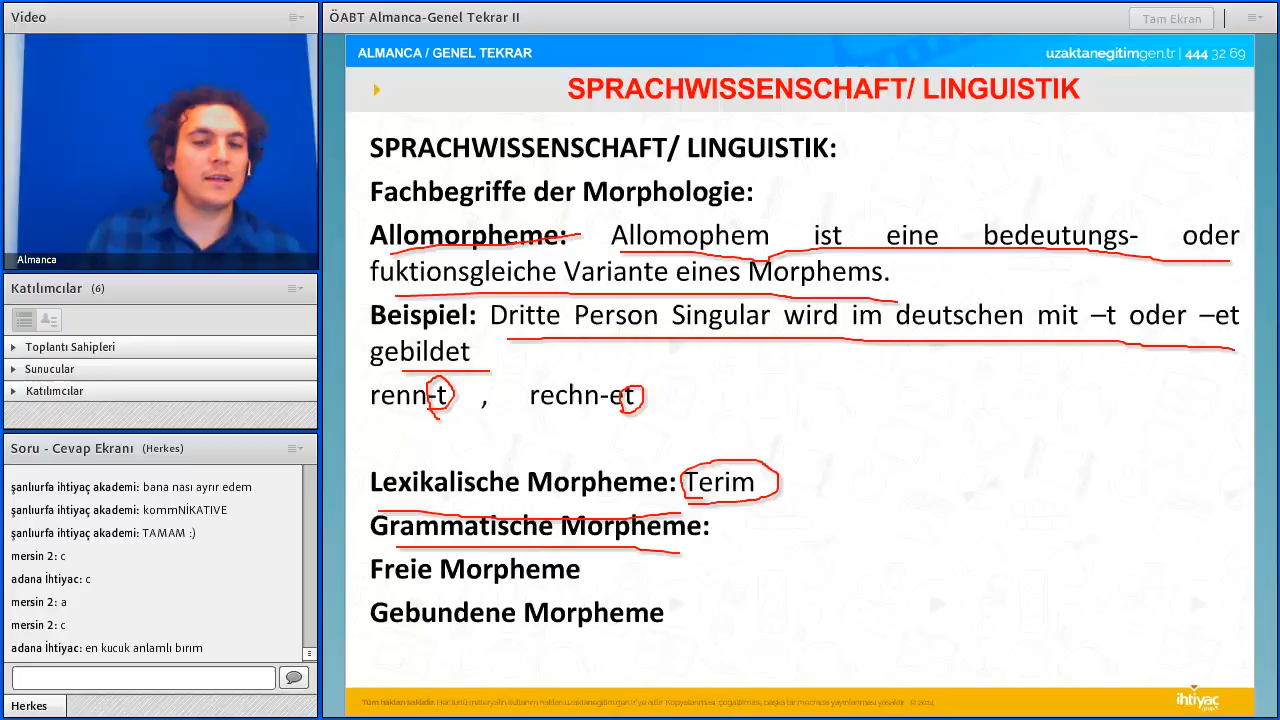 Video
Almanca
Katılımcılar (6)
Toplantı Sahipleri
Sunucular
Katılımcılar
Soru - Cevap Ekranı (Herkes)
şanlıurfa ihtiyaç akademi: bana nası ayrır edem
şanlıurfa ihtiyaç akademi: kommNİKATIVE
şanlıurfa ihtiyaç akademi: TAMAM :)
mersin 2: c
adana İhtiyaç: c
mersin 2: a
mersin 2: c
adana İhtiyaç: en kucuk anlamlı bırım
Herkes
ÖABT Almanca-Genel Tekrar II
Tam Ekran
ALMANCA / GENEL TEKRAR
uzaktanegitimgen.tr | 444 32 69
SPRACHWISSENSCHAFT/ LINGUISTIK
SPRACHWISSENSCHAFT/ LINGUISTIK:
Fachbegriffe der Morphologie:
Allomorpheme: Allomophem ist eine bedeutungs- oder
fuktionsgleiche Variante eines Morphems.
Beispiel: Dritte Person Singular wird im deutschen mit –t oder –et
gebildet
renn-t , rechn-et
Lexikalische Morpheme: Terim
Grammatische Morpheme:
Freie Morpheme
Gebundene Morpheme
Tüm hakları saklıdır.
© 2014
ihtiyaç